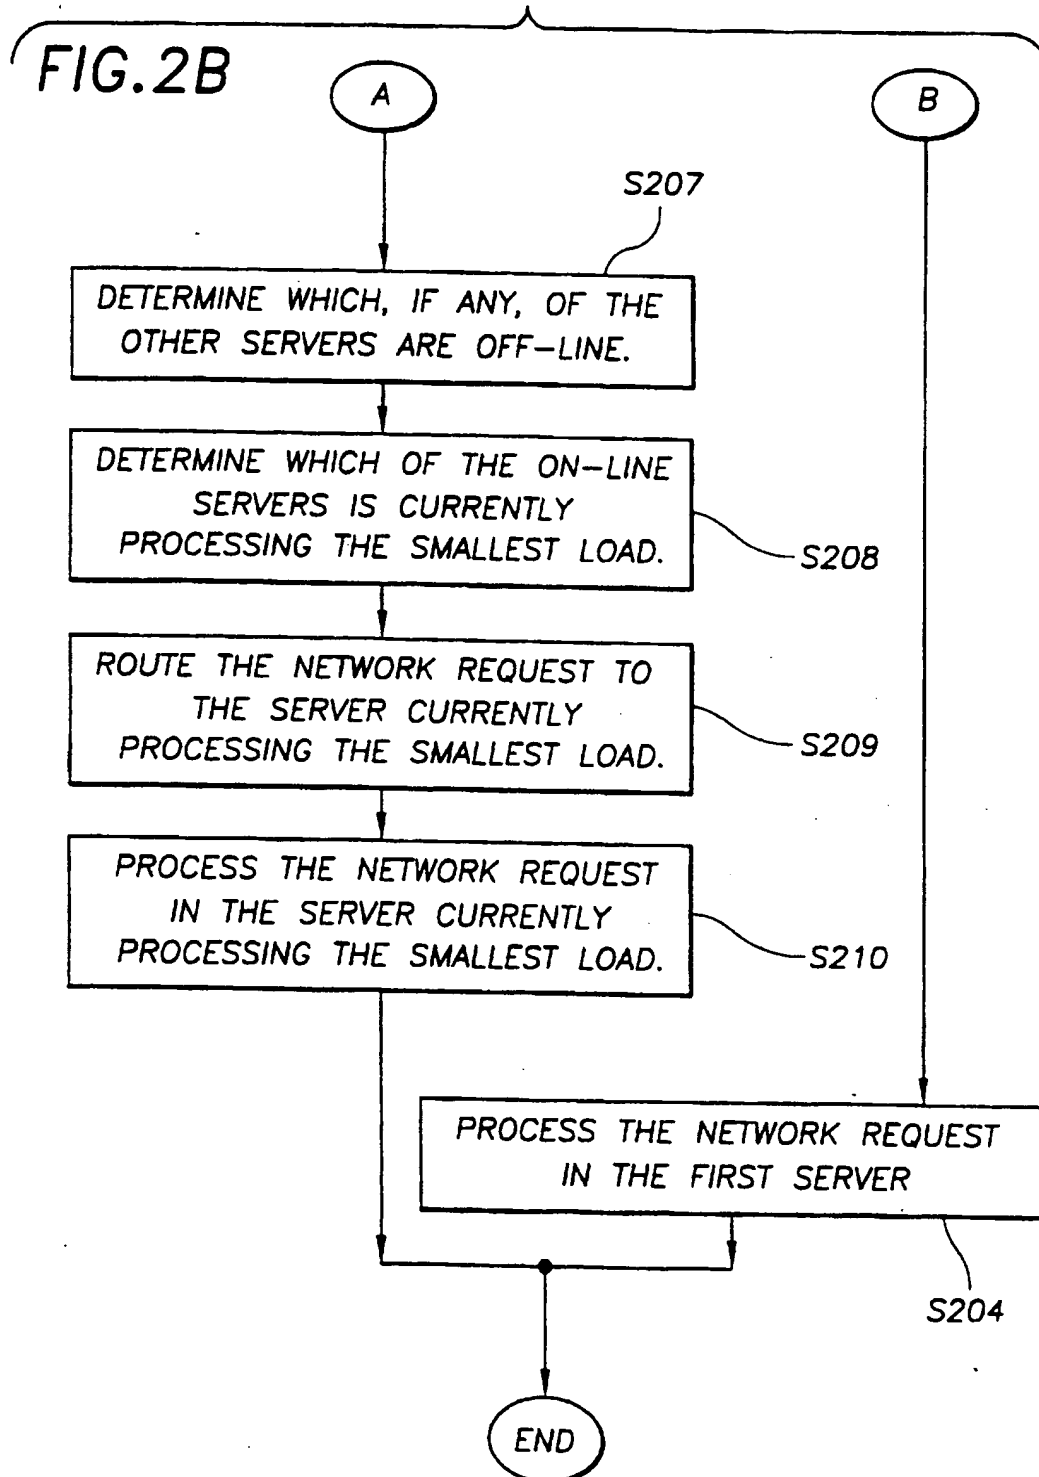 FIG.2B
A
B
S207
DETERMINE WHICH, IF ANY, OF THE
OTHER SERVERS ARE OFF-LINE.
DETERMINE WHICH OF THE ON-LINE
SERVERS IS CURRENTLY
PROCESSING THE SMALLEST LOAD.
S208
ROUTE THE NETWORK REQUEST TO
THE SERVER CURRENTLY
PROCESSING THE SMALLEST LOAD.
S209
PROCESS THE NETWORK REQUEST
IN THE SERVER CURRENTLY
PROCESSING THE SMALLEST LOAD.
S210
PROCESS THE NETWORK REQUEST
IN THE FIRST SERVER
S204
END